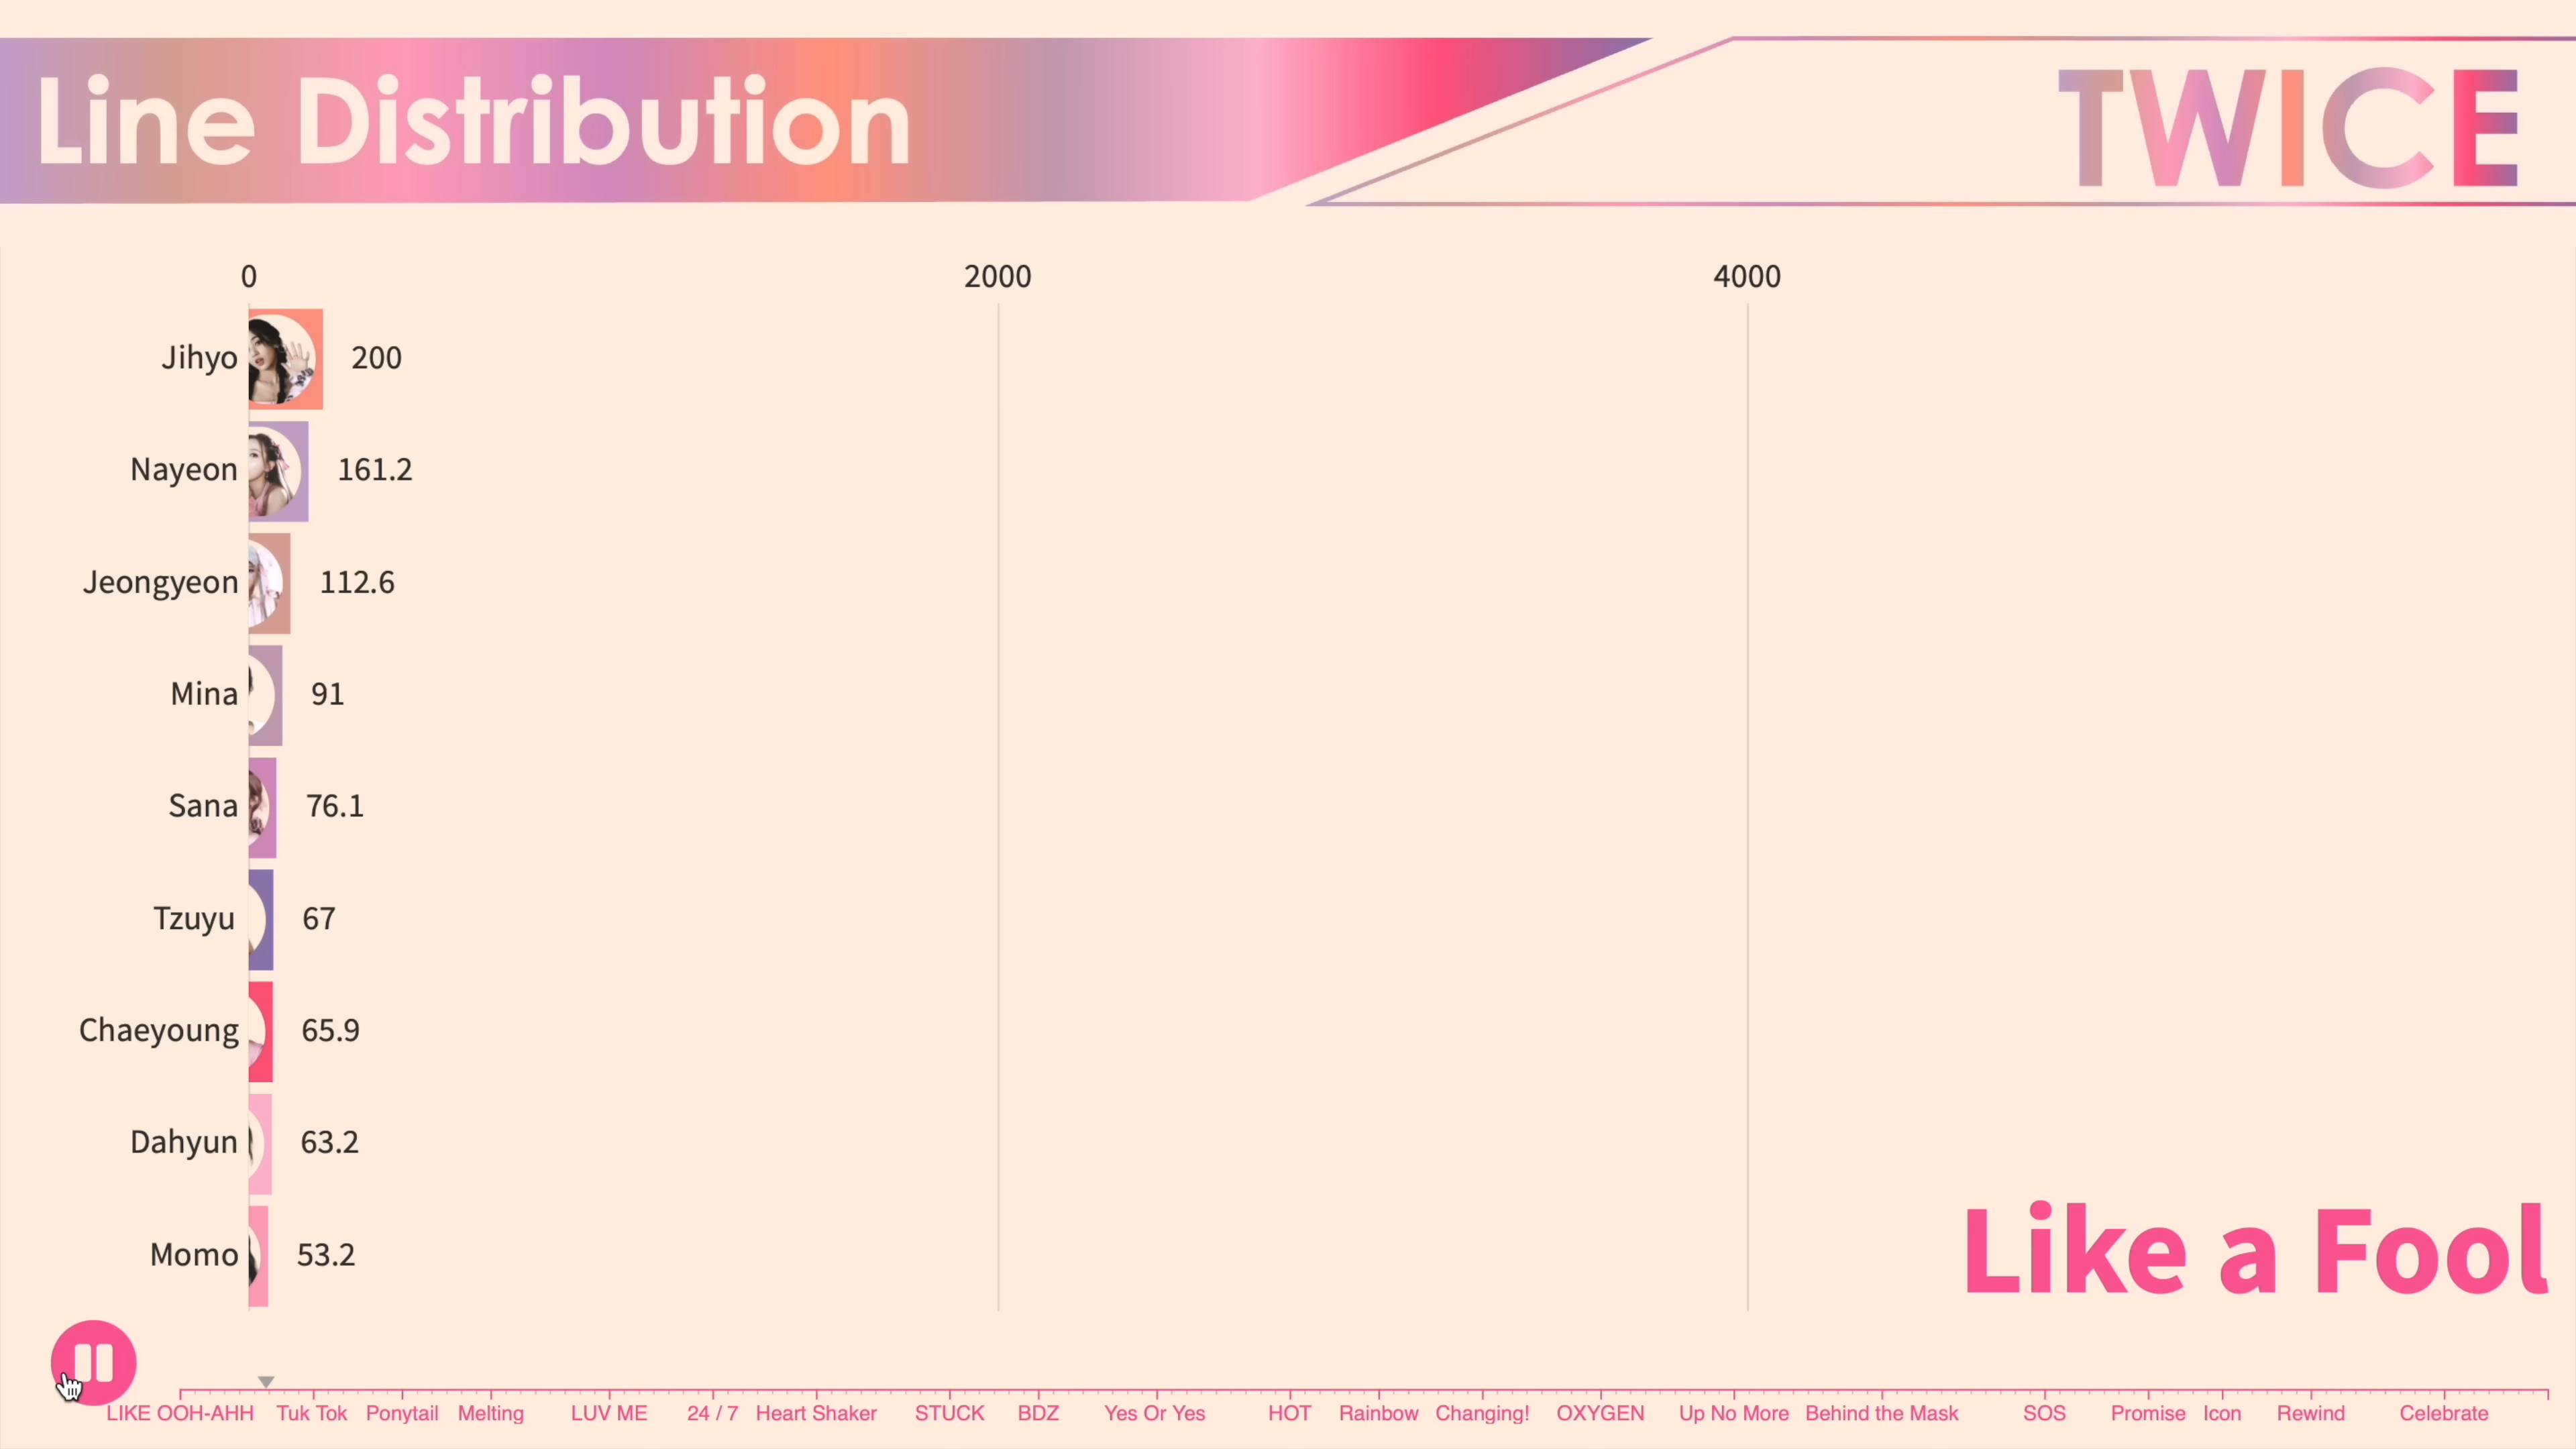 Line Distribution
TWICE
0 2000 4000
Jihyo 200
Nayeon 161.2
Jeongyeon 112.6
Mina 91
Sana 76.1
Tzuyu 67
Chaeyoung 65.9
Dahyun 63.2
Momo 53.2
Like a Fool
LIKE OOH-AHH Tuk Tok Ponytail Melting LUV ME 24 / 7 Heart Shaker STUCK BDZ Yes Or Yes HOT Rainbow Changing! OXYGEN Up No More Behind the Mask SOS Promise Icon Rewind Celebrate